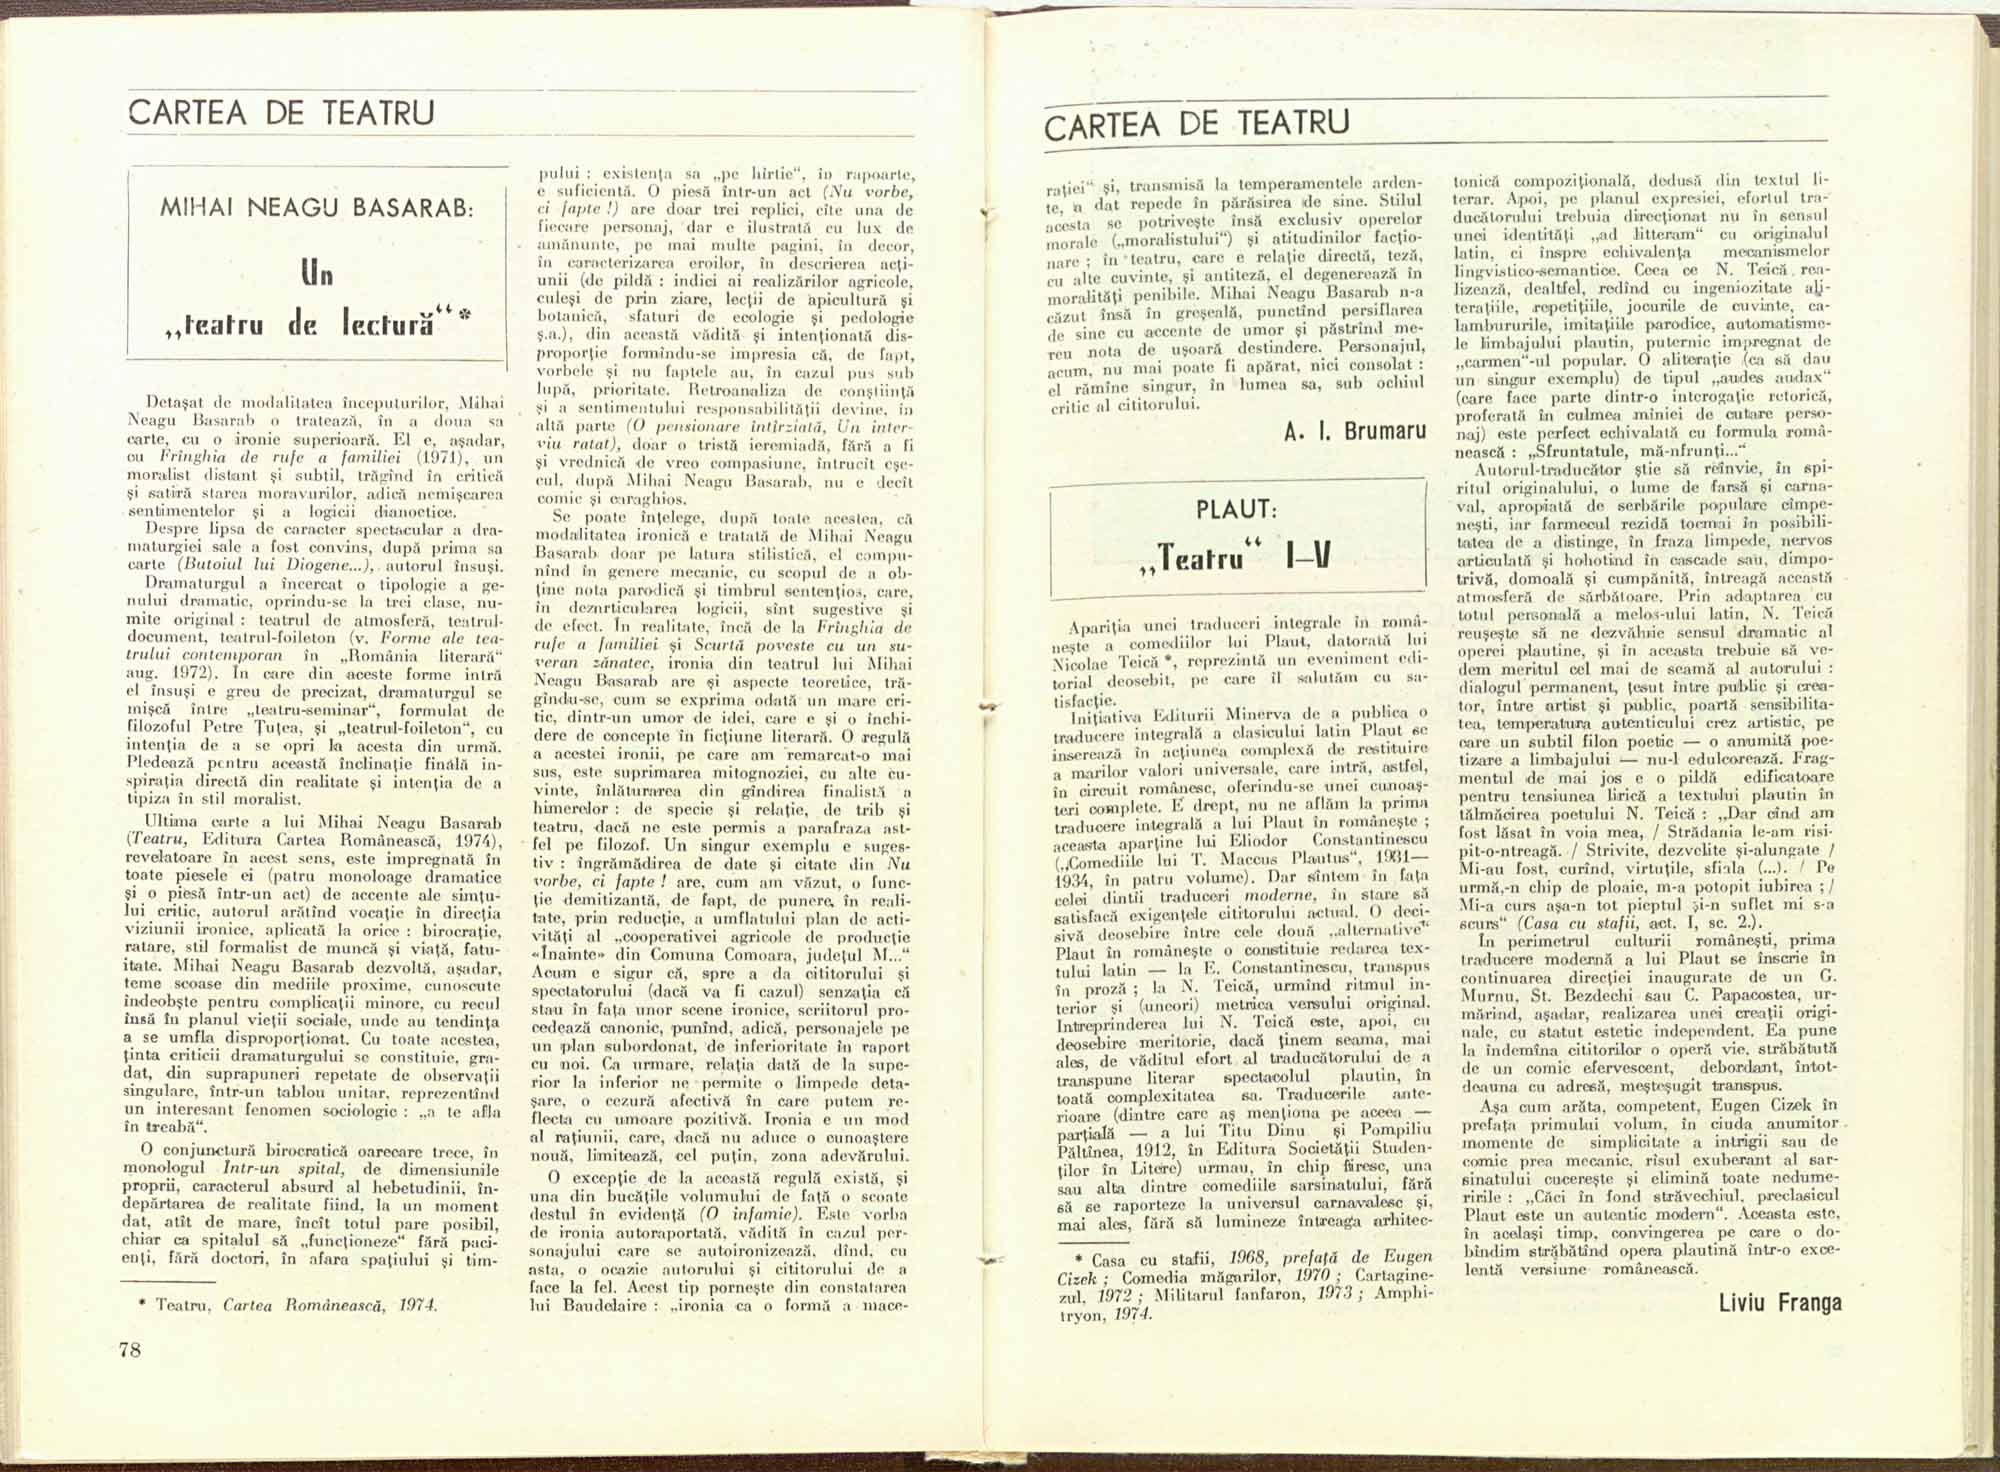 CARTEA DE TEATRU
MIHAI NEAGU BASARAB:
Un
„teatru de lectură“*
Detaşat de modalitatea începuturilor, Mihai
Neagu Basarab o tratează, în a doua sa
carte, cu o ironie superioară. El e, aşadar,
cu Frînghia de rufe a familiei (1971), un
moralist distant şi subtil, trăgînd în critică
şi satiră starea moravurilor, adică nemişcarea
sentimentelor şi a logicii dianoetice.
Despre lipsa de caracter spectacular a dra-
maturgiei sale a fost convins, după prima sa
carte (Butoiul lui Diogene...), autorul însuşi.
Dramaturgul a încercat o tipologie a ge-
nului dramatic, oprindu-se la trei clase, nu-
mite original : teatrul de atmosferă, teatrul-
document, teatrul-foileton (v. Forme ale tea-
trului contemporan în „România literară“
aug. 1972). In care din aceste forme intră
el însuşi e greu de precizat, dramaturgul se
mişcă între „teatru-seminar“, formulat de
filozoful Petre Ţuţea, şi „teatrul-foileton“, cu
intenţia de a se opri la acesta din urmă.
Pledează pentru această înclinaţie finală in-
spiraţia directă din realitate şi intenţia de a
tipiza în stil moralist.
Ultima carte a lui Mihai Neagu Basarab
(Teatru, Editura Cartea Românească, 1974),
revelatoare în acest sens, este impregnată în
toate piesele ei (patru monoloage dramatice
şi o piesă într-un act) de accente ale simţu-
lui critic, autorul arătînd vocaţie în direcţia
viziunii ironice, aplicată la orice : birocraţie,
ratare, stil formalist de muncă şi viaţă, fatu-
itate. Mihai Neagu Basarab dezvoltă, aşadar,
teme scoase din mediile proxime, cunoscute
îndeobşte pentru complicaţii minore, cu recul
însă în planul vieţii sociale, unde au tendinţa
a se umfla disproporţionat. Cu toate acestea,
ţinta criticii dramaturgului se constituie, gra-
dat, din suprapuneri repetate de observaţii
singulare, într-un tablou unitar, reprezentînd
un interesant fenomen sociologic : „a te afla
în treabă“.
O conjunctură birocratică oarecare trece, în
monologul Intr-un spital, de dimensiunile
proprii, caracterul absurd al hebetudinii, în-
depărtarea de realitate fiind, la un moment
dat, atît de mare, încît totul pare posibil,
chiar ca spitalul să „funcţioneze“ fără paci-
enţi, fără doctori, în afara spaţiului şi tim-
* Teatru, Cartea Românească, 1974.
78
pului : existenţa sa „pe hîrtie“, în rapoarte,
e suficientă. O piesă într-un act (Nu vorbe,
ci fapte !) are doar trei replici, cîte una de
fiecare personaj, dar e ilustrată cu lux de
amănunte, pe mai multe pagini, în decor,
în caracterizarea eroilor, în descrierea acţi-
unii (de pildă : indici ai realizărilor agricole,
culeşi de prin ziare, lecţii de apicultură şi
botanică, sfaturi de ecologie şi pedologie
ş.a.), din această vădită şi intenţionată dis-
proporţie formîndu-se impresia că, de fapt,
vorbele şi nu faptele au, în cazul pus sub
lupă, prioritate. Retroanaliza de conştiinţă
şi a sentimentului responsabilităţii devine, în
altă parte (O pensionare întîrziată, Un inter-
viu ratat), doar o tristă ieremiadă, fără a fi
şi vrednică de vreo compasiune, întrucît eşe-
cul, după Mihai Neagu Basarab, nu e decît
comic şi caraghios.
Se poate înţelege, după toate acestea, că
modalitatea ironică e tratată de Mihai Neagu
Basarab doar pe latura stilistică, el compu-
nînd în genere mecanic, cu scopul de a ob-
ţine nota parodică şi timbrul sentenţios, care,
în dezarticularea logicii, sînt sugestive şi
de efect. In realitate, încă de la Frînghia de
rufe a familiei şi Scurtă poveste cu un su-
veran sănatec, ironia din teatrul lui Mihai
Neagu Basarab are şi aspecte teoretice, tră-
gîndu-se, cum se exprima odată un mare cri-
tic, dintr-un umor de idei, care e şi o închi-
dere de concepte în ficţiune literară. O regulă
a acestei ironii, pe care am remarcat-o mai
sus, este suprimarea mitognoziei, cu alte cu-
vinte, înlăturarea din gîndirea finalistă a
himerelor : de specie şi relaţie, de trib şi
teatru, dacă ne este permis a parafraza ast-
fel pe filozof. Un singur exemplu e suges-
tiv : îngrămădirea de date şi citate din Nu
vorbe, ci fapte ! are, cum am văzut, o func-
ţie demitizantă, de fapt, de punere, în reali-
tate, prin reducţie, a umflatului plan de acti-
vităţi al „cooperativei agricole de producţie
«Inainte» din Comuna Comoara, judeţul M...“
Acum e sigur că, spre a da cititorului şi
spectatorului (dacă va fi cazul) senzaţia că
stau în faţa unor scene ironice, scriitorul pro-
cedează canonic, punînd, adică, personajele pe
un plan subordonat, de inferioritate în raport
cu noi. Ca urmare, relaţia dată de la supe-
rior la inferior ne permite o limpede deta-
şare, o cezură afectivă în care putem re-
flecta cu umoare pozitivă. Ironia e un mod
al raţiunii, care, dacă nu aduce o cunoaştere
nouă, limitează, cel puţin, zona adevărului.
O excepţie de la această regulă există, şi
una din bucăţile volumului de faţă o scoate
destul în evidenţă (O infamie). Este vorba
de ironia autoraportată, vădită în cazul per-
sonajului care se autoironizează, dînd, cu
asta, o ocazie autorului şi cititorului de a
face la fel. Acest tip porneşte din constatarea
lui Baudelaire : „ironia ca o formă a mace-
CARTEA DE TEATRU
raţiei“ şi, transmisă la temperamentele arden-
te, a dat repede în părăsirea de sine. Stilul
acesta se potriveşte însă exclusiv operelor
morale („moralistului“) şi atitudinilor facţio-
nare ; în teatru, care e relaţie directă, teză,
cu alte cuvinte, şi antiteză, el degenerează în
moralităţi penibile. Mihai Neagu Basarab n-a
căzut însă în greşeală, punctînd persiflarea
de sine cu accente de umor şi păstrînd me-
reu nota de uşoară destindere. Personajul,
acum, nu mai poate fi apărat, nici consolat :
el rămîne singur, în lumea sa, sub ochiul
critic al cititorului.
A. I. Brumaru
PLAUT:
„Teatru“ I–V
Apariţia unei traduceri integrale în româ-
neşte a comediilor lui Plaut, datorată lui
Nicolae Teică *, reprezintă un eveniment edi-
torial deosebit, pe care îl salutăm cu sa-
tisfacţie.
Iniţiativa Editurii Minerva de a publica o
traducere integrală a clasicului latin Plaut se
inserează în acţiunea complexă de restituire
a marilor valori universale, care intră, astfel,
în circuit românesc, oferindu-se unei cunoaş-
teri complete. E drept, nu ne aflăm la prima
traducere integrală a lui Plaut în româneşte ;
aceasta aparţine lui Eliodor Constantinescu
(„Comediile lui T. Maccus Plautus“, 1931—
1934, în patru volume). Dar sîntem în faţa
celei dintîi traduceri moderne, în stare să
satisfacă exigenţele cititorului actual. O deci-
sivă deosebire între cele două „alternative“
Plaut în româneşte o constituie redarea tex-
tului latin — la E. Constantinescu, transpus
în proză ; la N. Teică, urmînd ritmul in-
terior şi (uneori) metrica versului original.
Intreprinderea lui N. Teică este, apoi, cu
deosebire meritorie, dacă ţinem seama, mai
ales, de văditul efort al traducătorului de a
transpune literar spectacolul plautin, în
toată complexitatea sa. Traducerile ante-
rioare (dintre care aş menţiona pe aceea —
parţială — a lui Titu Dinu şi Pompiliu
Păltînea, 1912, în Editura Societăţii Studen-
ţilor în Litere) urmau, în chip firesc, una
sau alta dintre comediile sarsinatului, fără
să se raporteze la universul carnavalesc şi,
mai ales, fără să lumineze întreaga arhitec-
* Casa cu stafii, 1968, prefaţă de Eugen
Cizek ; Comedia măgarilor, 1970 ; Cartagine-
zul, 1972 ; Militarul fanfaron, 1973 ; Amphi-
tryon, 1974.
tonică compoziţională, dedusă din textul li-
terar. Apoi, pe planul expresiei, efortul tra-
ducătorului trebuia direcţionat nu în sensul
unei identităţi „ad litteram“ cu originalul
latin, ci înspre echivalenţa mecanismelor
lingvistico-semantice. Ceea ce N. Teică rea-
lizează, dealtfel, redînd cu ingeniozitate ali-
teraţiile, repetiţiile, jocurile de cuvinte, ca-
lambururile, imitaţiile parodice, automatisme-
le limbajului plautin, puternic impregnat de
„carmen“-ul popular. O aliteraţie (ca să dau
un singur exemplu) de tipul „audes audax“
(care face parte dintr-o interogaţie retorică,
proferată în culmea miniei de cutare perso-
naj) este perfect echivalată cu formula româ-
nească : „Sfruntatule, mă-nfrunţi...“
Autorul-traducător ştie să reînvie, în spi-
ritul originalului, o lume de farsă şi carna-
val, apropiată de serbările populare cîmpe-
neşti, iar farmecul rezidă tocmai în posibili-
tatea de a distinge, în fraza limpede, nervos
articulată şi hohotind în cascade sau, dimpo-
trivă, domoală şi cumpănită, întreaga această
atmosferă de sărbătoare. Prin adaptarea cu
totul personală a melos-ului latin, N. Teică
reuşeşte să ne dezvăluie sensul dramatic al
operei plautine, şi în aceasta trebuie să ve-
dem meritul cel mai de seamă al autorului :
dialogul permanent, ţesut între public şi crea-
tor, între artist şi public, poartă sensibilita-
tea, temperatura autenticului crez artistic, pe
care un subtil filon poetic — o anumită poe-
tizare a limbajului — nu-l edulcorează. Frag-
mentul de mai jos e o pildă edificatoare
pentru tensiunea lirică a textului plautin în
tălmăcirea poetului N. Teică : „Dar cînd am
fost lăsat în voia mea, / Strădania le-am risi-
pit-o-ntreagă. / Strivite, dezvelite şi-alungate /
Mi-au fost, curînd, virtuţile, sfiala (...). / Pe
urmă,-n chip de ploaie, m-a potopit iubirea ; /
Mi-a curs aşa-n tot pieptul şi-n suflet mi s-a
scurs“ (Casa cu stafii, act. I, sc. 2.).
In perimetrul culturii româneşti, prima
traducere modernă a lui Plaut se înscrie în
continuarea direcţiei inaugurate de un G.
Murnu, St. Bezdechi sau C. Papacostea, ur-
mărind, aşadar, realizarea unei creaţii origi-
nale, cu statut estetic independent. Ea pune
la îndemîna cititorilor o operă vie, străbătută
de un comic efervescent, debordant, întot-
deauna cu adresă, meşteşugit transpus.
Aşa cum arăta, competent, Eugen Cizek în
prefaţa primului volum, în ciuda anumitor
momente de simplicitate a intrigii sau de
comic prea mecanic, rîsul exuberant al sar-
sinatului cucereşte şi elimină toate nedume-
ririle : „Căci în fond străvechiul, preclasicul
Plaut este un autentic modern“. Aceasta este,
în acelaşi timp, convingerea pe care o do-
bîndim străbătînd opera plautină într-o exce-
lentă versiune românească.
Liviu Franga